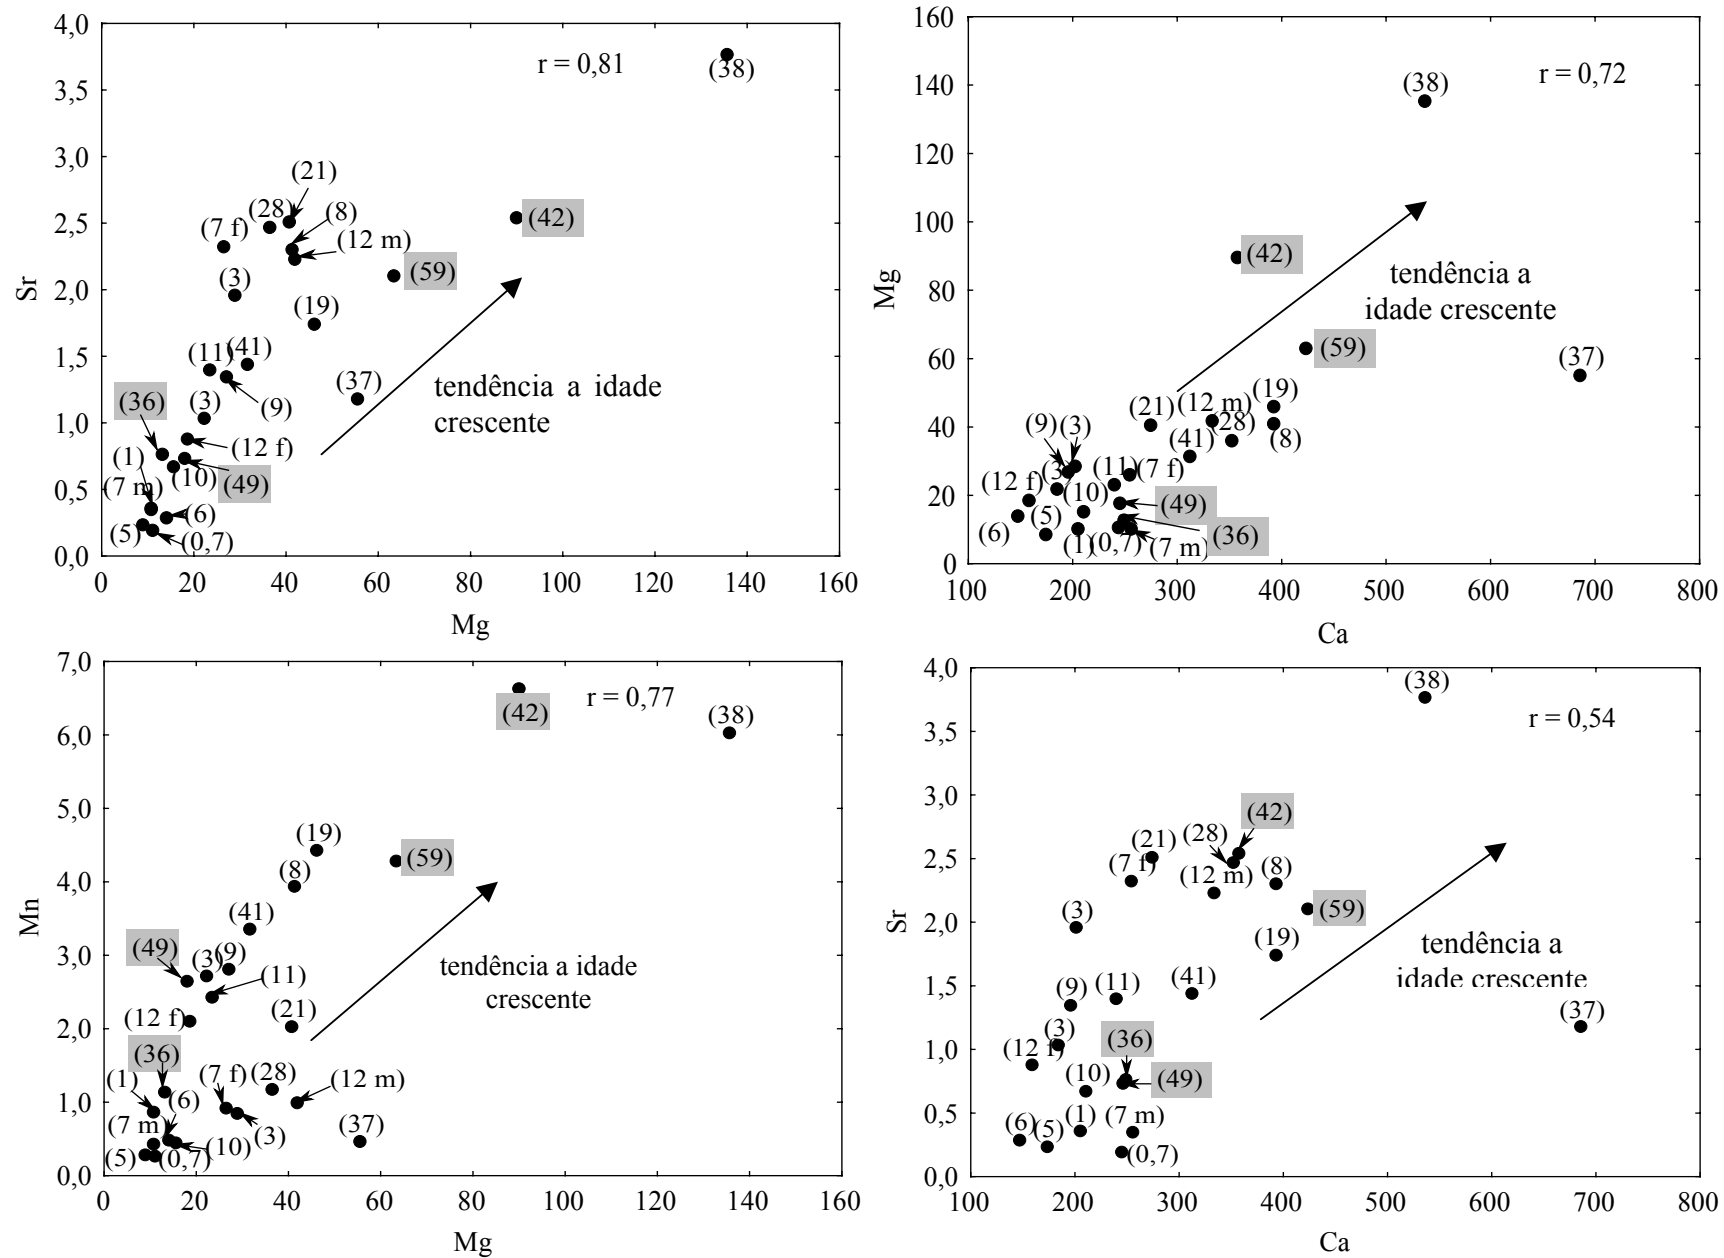 4,0
3,5
3,0
2,5
2,0
1,5
1,0
0,5
0,0
Sr
r = 0,81
(38)
(21)
(28)
(8)
(7 f)
(12 m)
(42)
(59)
(3)
(19)
(11)
(41)
(37)
(36)
(3)
(9)
tendência a idade
crescente
(12 f)
(1)
(10)
(49)
(7 m)
(6)
(5)
(0,7)
0 20 40 60 80 100 120 140 160
Mg
160
140
120
100
80
60
40
20
0
Mg
r = 0,72
(38)
(42)
tendência a
idade crescente
(59)
(37)
(19)
(12 m)
(21)
(28)
(8)
(9)
(3)
(41)
(11)
(7 f)
(3)
(12 f)
(10)
(49)
(5)
(6)
(36)
(1)
(0,7)
(7 m)
100 200 300 400 500 600 700 800
Ca
7,0
6,0
5,0
4,0
3,0
2,0
1,0
0,0
Mn
r = 0,77
(42)
(38)
(19)
(59)
(8)
(41)
(49)
(3)
(9)
(11)
tendência a idade
crescente
(21)
(12 f)
(36)
(1)
(6)
(7 f)
(28)
(12 m)
(7 m)
(37)
(3)
(10)
(5)
(0,7)
0 20 40 60 80 100 120 140 160
Mg
4,0
3,5
3,0
2,5
2,0
1,5
1,0
0,5
0,0
Sr
(38)
r = 0,54
(42)
(28)
(21)
(7 f)
(12 m)
(8)
(59)
(3)
(19)
tendência a
idade crescente
(9)
(11)
(41)
(37)
(3)
(36)
(12 f)
(10)
(49)
(6)
(5)
(1)
(7 m)
(0,7)
100 200 300 400 500 600 700 800
Ca